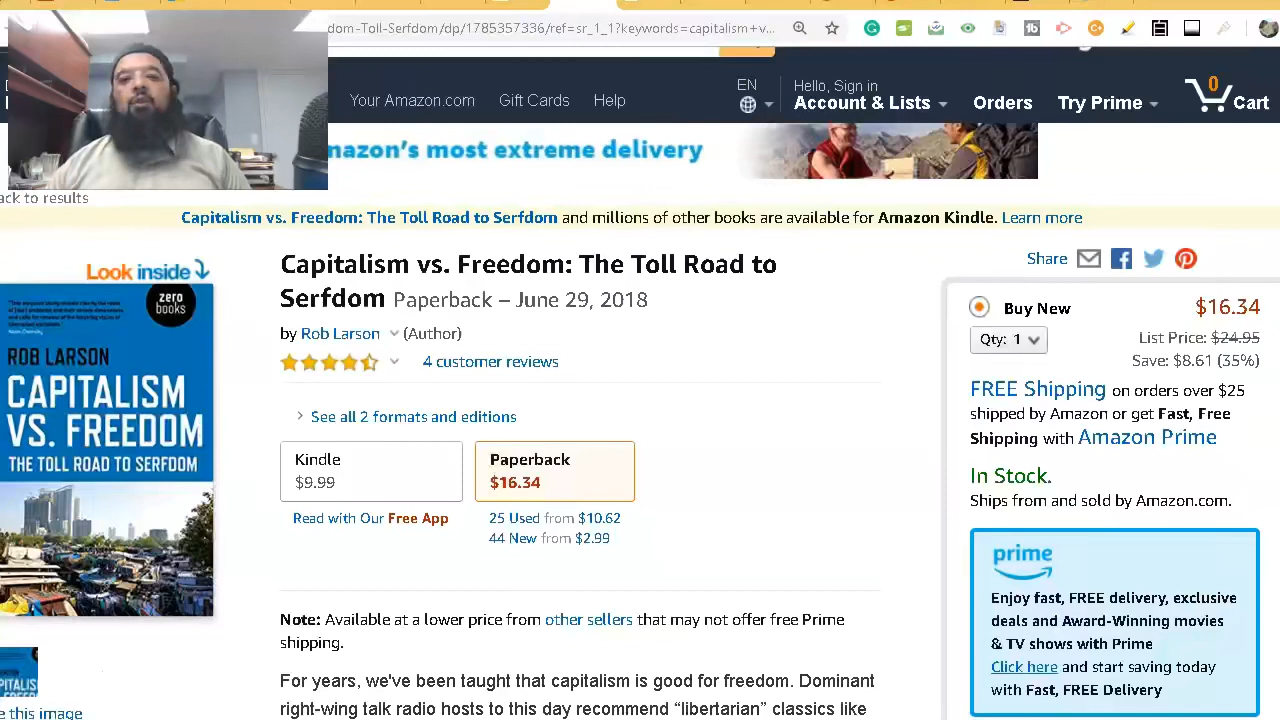 dom-Toll-Serfdom/dp/1785357336/ref=sr_1_1?keywords=capitalism+v...
EN
Hello, Sign in
Your Amazon.com
Gift Cards
Help
Account & Lists
Orders
Try Prime
0
Cart
mazon's most extreme delivery
ack to results
Capitalism vs. Freedom: The Toll Road to Serfdom and millions of other books are available for Amazon Kindle. Learn more
Look inside
zero
books
ROB LARSON
CAPITALISM
VS. FREEDOM
THE TOLL ROAD TO SERFDOM
e this image
Capitalism vs. Freedom: The Toll Road to
Serfdom Paperback – June 29, 2018
by Rob Larson (Author)
4 customer reviews
See all 2 formats and editions
Kindle
$9.99
Paperback
$16.34
Read with Our Free App
25 Used from $10.62
44 New from $2.99
Note: Available at a lower price from other sellers that may not offer free Prime
shipping.
For years, we've been taught that capitalism is good for freedom. Dominant
right-wing talk radio hosts to this day recommend “libertarian” classics like
Share
Buy New
$16.34
Qty: 1
List Price: $24.95
Save: $8.61 (35%)
FREE Shipping on orders over $25
shipped by Amazon or get Fast, Free
Shipping with Amazon Prime
In Stock.
Ships from and sold by Amazon.com.
prime
Enjoy fast, FREE delivery, exclusive
deals and Award-Winning movies
& TV shows with Prime
Click here and start saving today
with Fast, FREE Delivery